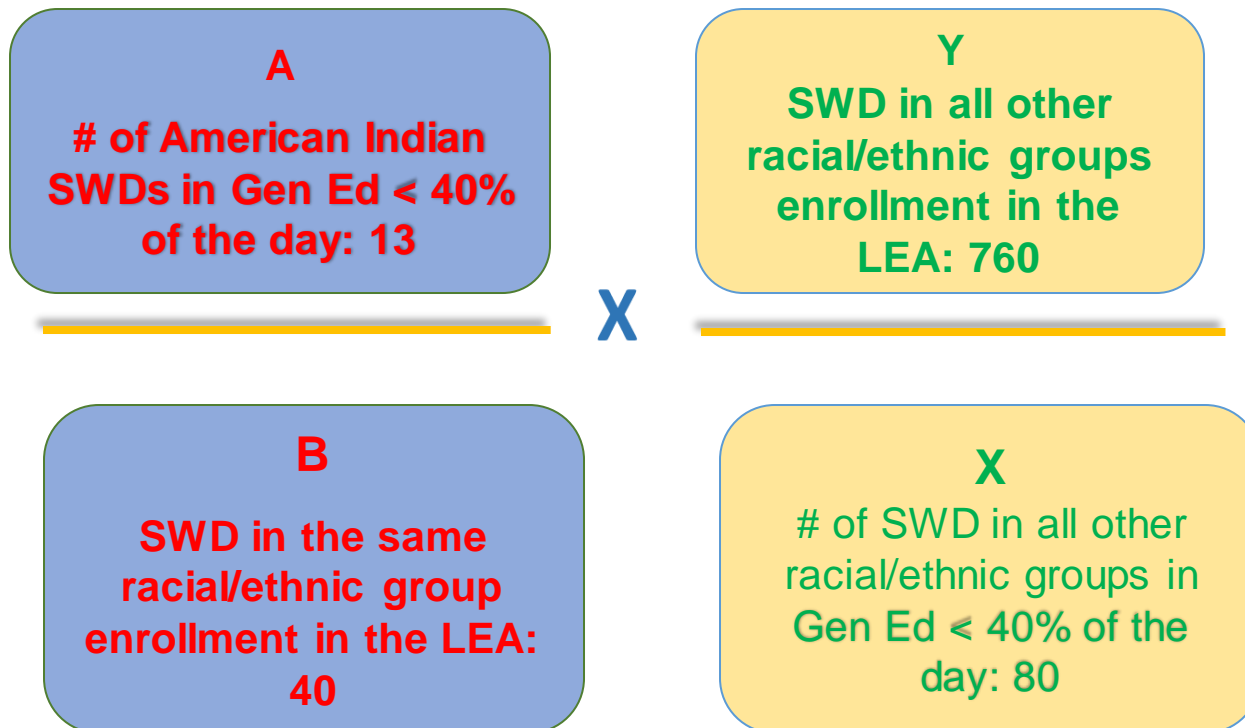 A
# of American Indian
SWDs in Gen Ed < 40%
of the day: 13
Y
SWD in all other
racial/ethnic groups
enrollment in the
LEA: 760
X
B
SWD in the same
racial/ethnic group
enrollment in the LEA:
40
X
# of SWD in all other
racial/ethnic groups in
Gen Ed < 40% of the
day: 80